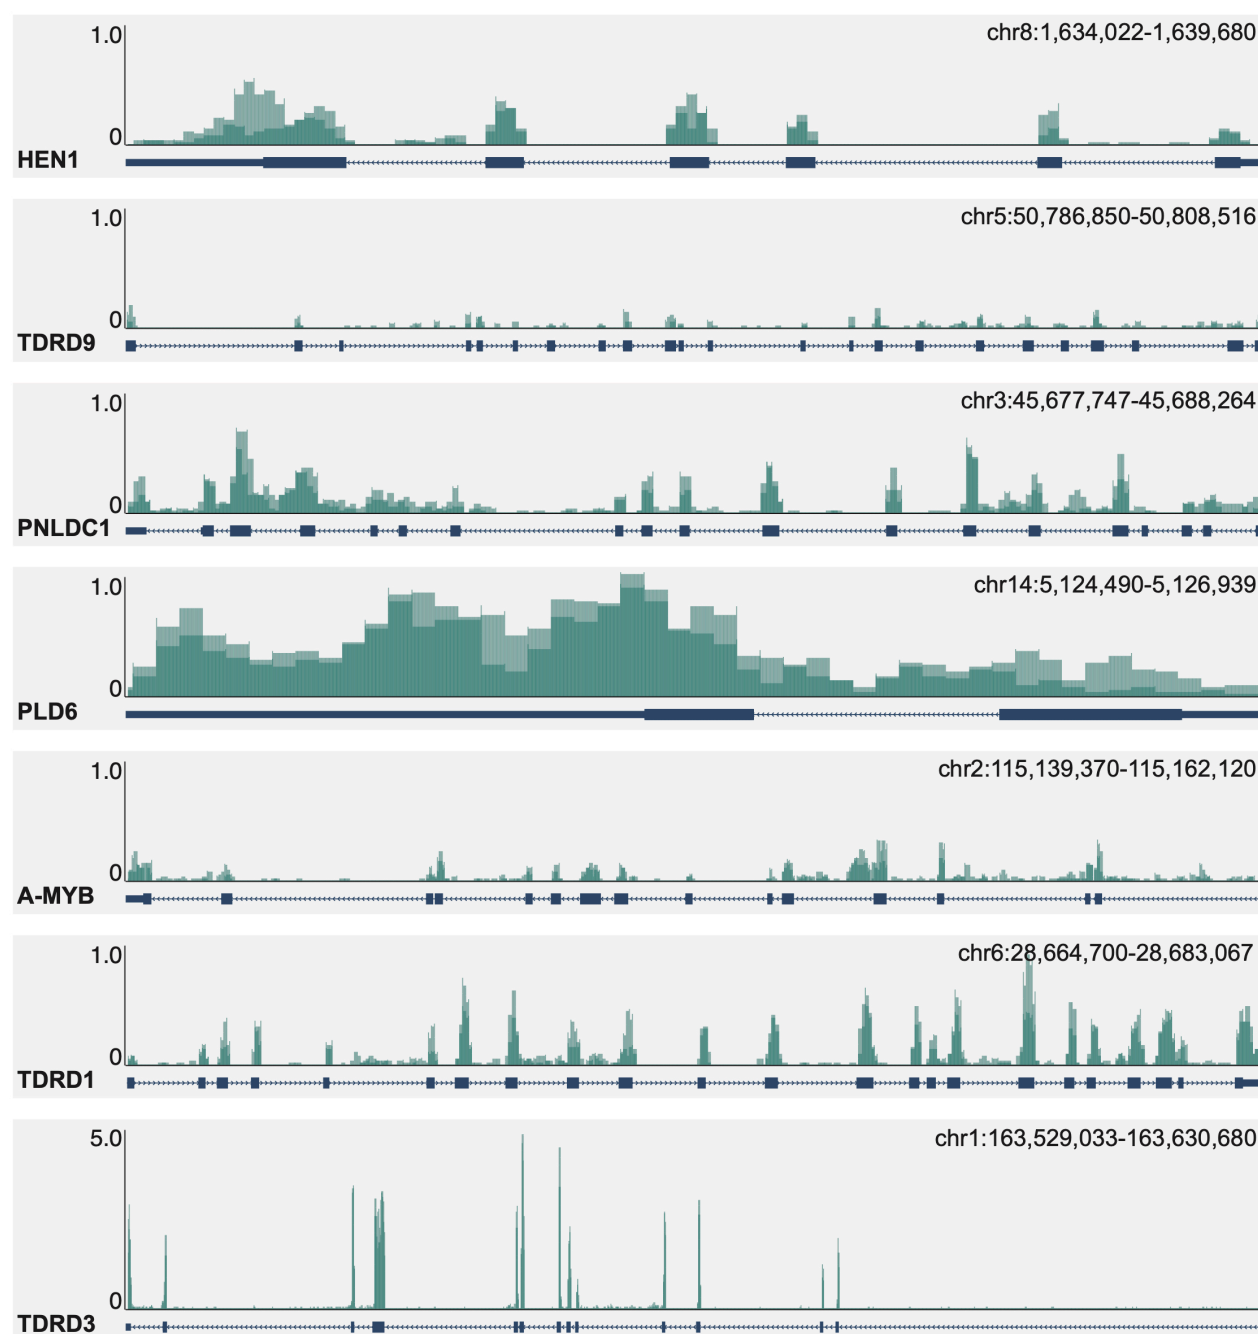 1.0
chr8:1,634,022-1,639,680
0
HEN1
1.0
chr5:50,786,850-50,808,516
0
TDRD9
1.0
chr3:45,677,747-45,688,264
0
PNLDC1
1.0
chr14:5,124,490-5,126,939
0
PLD6
1.0
chr2:115,139,370-115,162,120
0
A-MYB
1.0
chr6:28,664,700-28,683,067
0
TDRD1
5.0
chr1:163,529,033-163,630,680
0
TDRD3